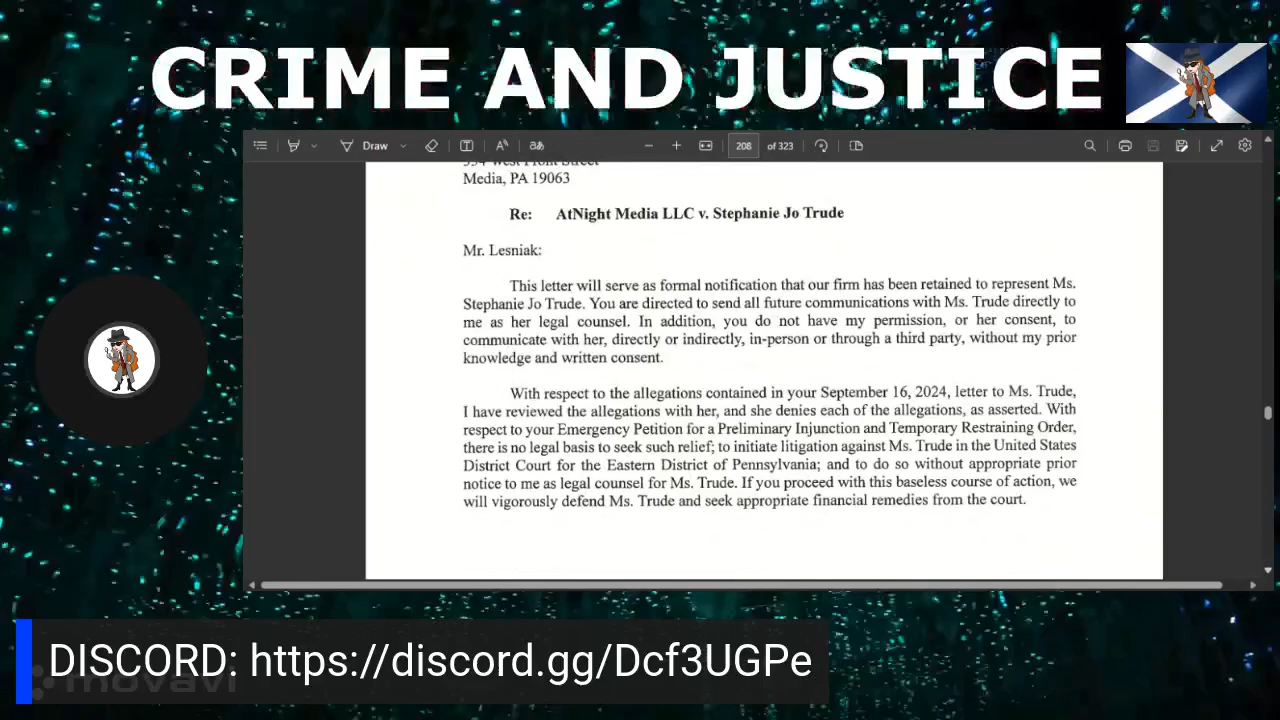 CRIME AND JUSTICE
Draw
208 of 323
Media, PA 19063
Re: AtNight Media LLC v. Stephanie Jo Trude
Mr. Lesniak:
This letter will serve as formal notification that our firm has been retained to represent Ms.
Stephanie Jo Trude. You are directed to send all future communications with Ms. Trude directly to
me as her legal counsel. In addition, you do not have my permission, or her consent, to
communicate with her, directly or indirectly, in-person or through a third party, without my prior
knowledge and written consent.
With respect to the allegations contained in your September 16, 2024, letter to Ms. Trude,
I have reviewed the allegations with her, and she denies each of the allegations, as asserted. With
respect to your Emergency Petition for a Preliminary Injunction and Temporary Restraining Order,
there is no legal basis to seek such relief; to initiate litigation against Ms. Trude in the United States
District Court for the Eastern District of Pennsylvania; and to do so without appropriate prior
notice to me as legal counsel for Ms. Trude. If you proceed with this baseless course of action, we
will vigorously defend Ms. Trude and seek appropriate financial remedies from the court.
DISCORD: https://discord.gg/Dcf3UGPe
movavi